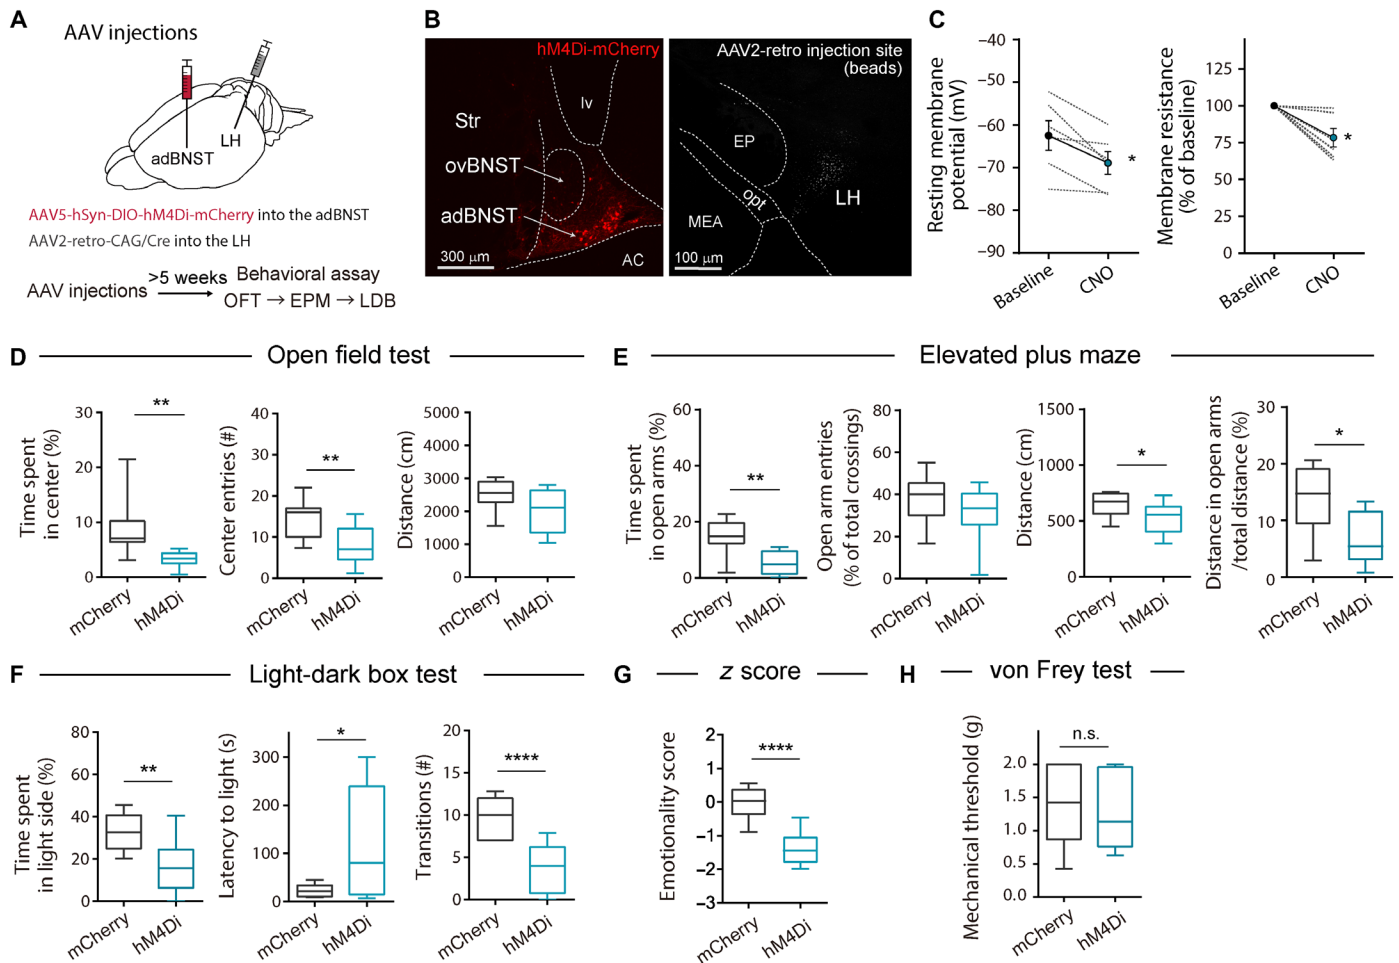 A
AAV injections
LH
adBNST
AAV5-hSyn-DIO-hM4Di-mCherry into the adBNST
AAV2-retro-CAG/Cre into the LH
AAV injections
>5 weeks
Behavioral assay
OFT → EPM → LDB
B
hM4Di-mCherry
lv
Str
ovBNST
adBNST
AC
300 µm
AAV2-retro injection site
(beads)
EP
opt
LH
MEA
100 µm
C
Resting membrane
potential (mV)
−40
−50
−60
−70
−80
−90
*
Baseline
CNO
Membrane resistance
(% of baseline)
125
100
75
50
25
0
*
Baseline
CNO
D
Open field test
Time spent
in center (%)
30
20
10
0
**
mCherry
hM4Di
Center entries (#)
40
30
20
10
0
**
mCherry
hM4Di
Distance (cm)
5000
4000
3000
2000
1000
0
mCherry
hM4Di
E
Elevated plus maze
Time spent
in open arms (%)
60
40
20
0
**
mCherry
hM4Di
Open arm entries
(% of total crossings)
80
60
40
20
0
mCherry
hM4Di
Distance (cm)
1500
1000
500
0
*
mCherry
hM4Di
Distance in open arms
/total distance (%)
30
20
10
0
*
mCherry
hM4Di
F
Light-dark box test
Time spent
in light side (%)
80
60
40
20
0
**
mCherry
hM4Di
Latency to light (s)
300
200
100
0
*
mCherry
hM4Di
Transitions (#)
20
15
10
5
0
****
mCherry
hM4Di
G
z score
Emotionality score
2
1
0
−1
−2
−3
****
mCherry
hM4Di
H
von Frey test
Mechanical threshold (g)
2.0
1.5
1.0
0.5
0.0
n.s.
mCherry
hM4Di